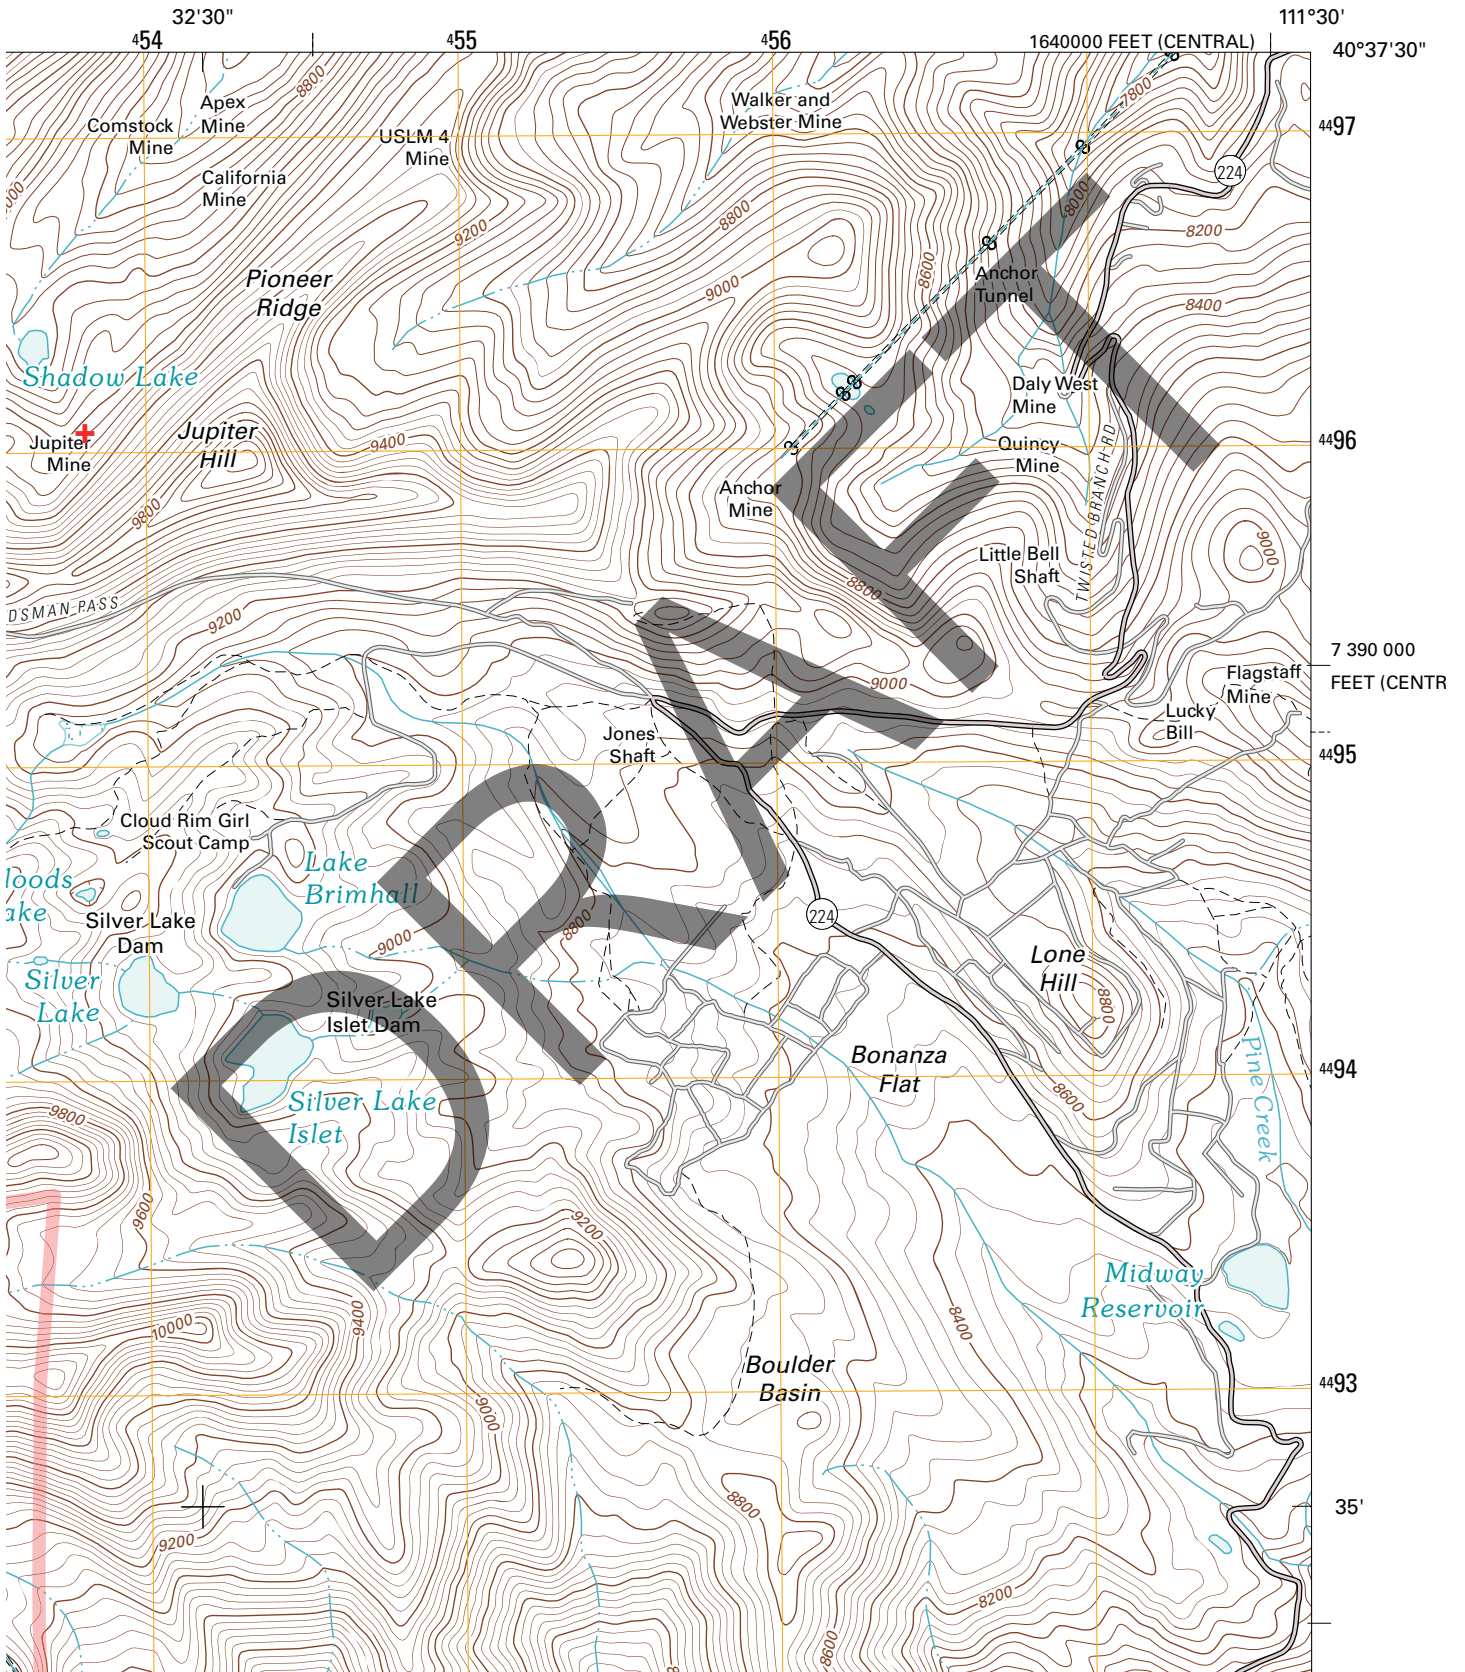 32'30"
111°30'
454
455
456
1640000 FEET (CENTRAL)
40°37'30"
8800
7800
Apex
Mine
Comstock
Mine
Walker and
Webster Mine
USLM 4
Mine
4497
California
Mine
224
8000
9200
8800
8200
Pioneer
Ridge
9000
8600
Anchor
Tunnel
8400
Shadow Lake
Daly West
Mine
Jupiter
Hill
9400
Jupiter
Mine
4496
Quincy
Mine
TWISTED BRANCH RD
9800
Anchor
Mine
9000
Little Bell
Shaft
8800
DSMAN PASS
9200
7 390 000
FEET (CENTR
Flagstaff
Mine
9000
Lucky
Bill
Jones
Shaft
4495
Cloud Rim Girl
Scout Camp
Lake
Brimhall
Silver Lake
Dam
9000
8800
224
Lone
Hill
8800
Silver
Lake
Silver Lake
Islet Dam
Bonanza
Flat
4494
8600
Silver Lake
Islet
Pine Creek
9800
9600
9200
Midway
Reservoir
10000
9400
8400
Boulder
Basin
4493
9000
8800
35'
9200
8200
8600
DRAFT